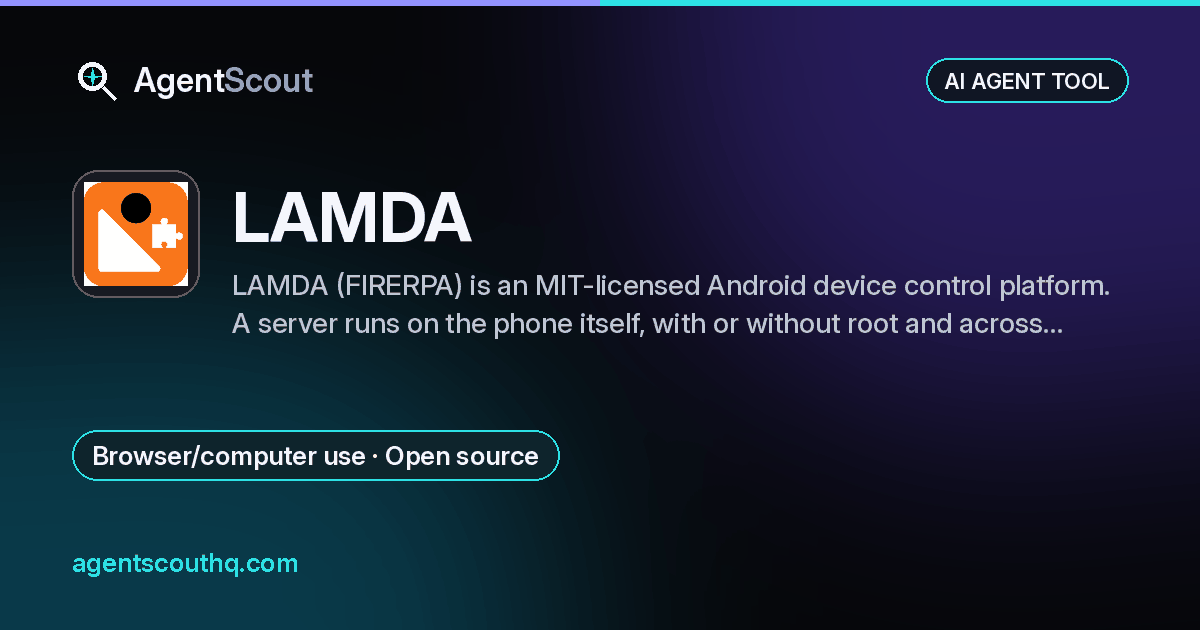 AgentScout
AI AGENT TOOL
LAMDA
LAMDA (FIRERPA) is an MIT-licensed Android device control platform.
A server runs on the phone itself, with or without root and across...
Browser/computer use · Open source
agentscouthq.com